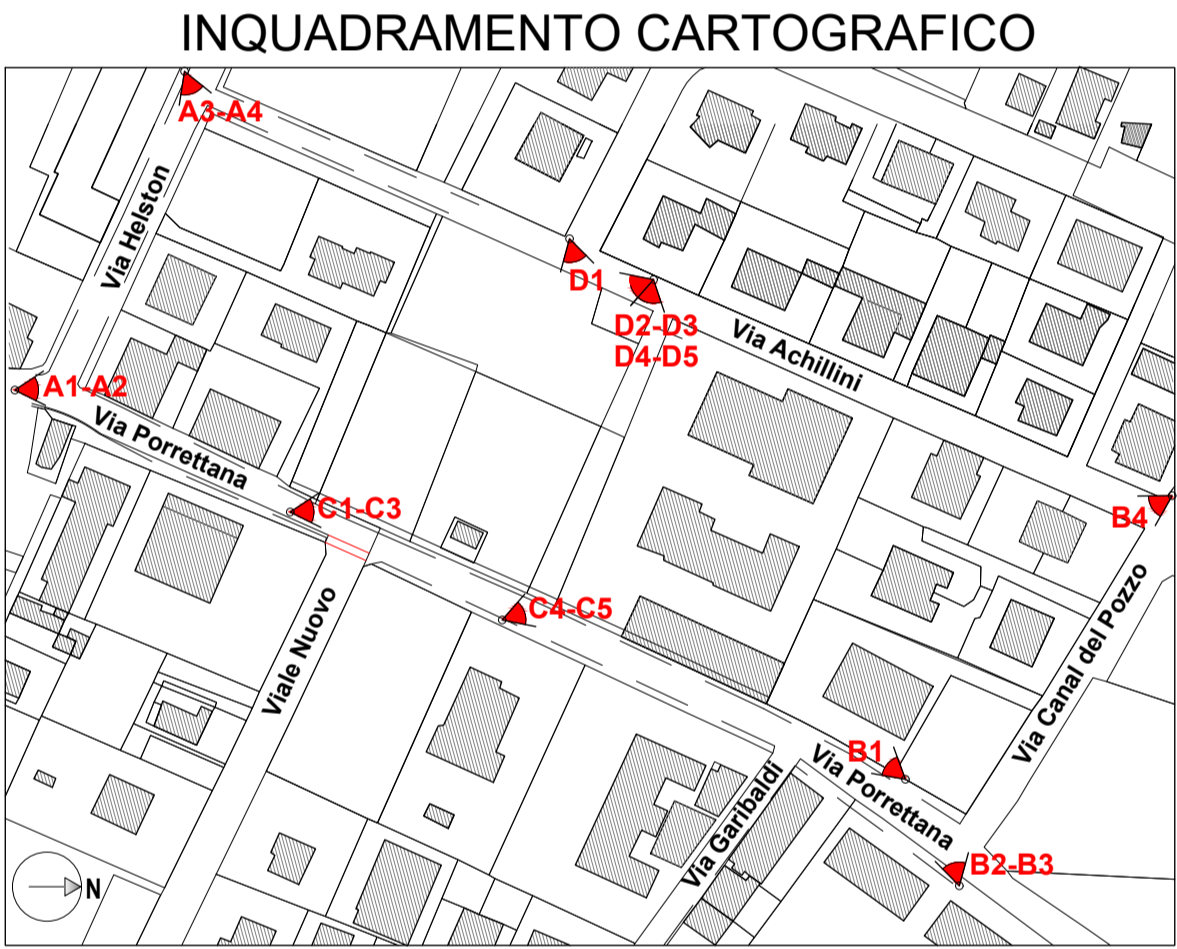 INQUADRAMENTO CARTOGRAFICO
A3-A4
Via Helston
D1
D2-D3
D4-D5
Via Achillini
A1-A2
Via Porrettana
C1-C3
B4
C4-C5
Viale Nuovo
Via Canal del Pozzo
B1
Via Porrettana
Via Garibaldi
B2-B3
N